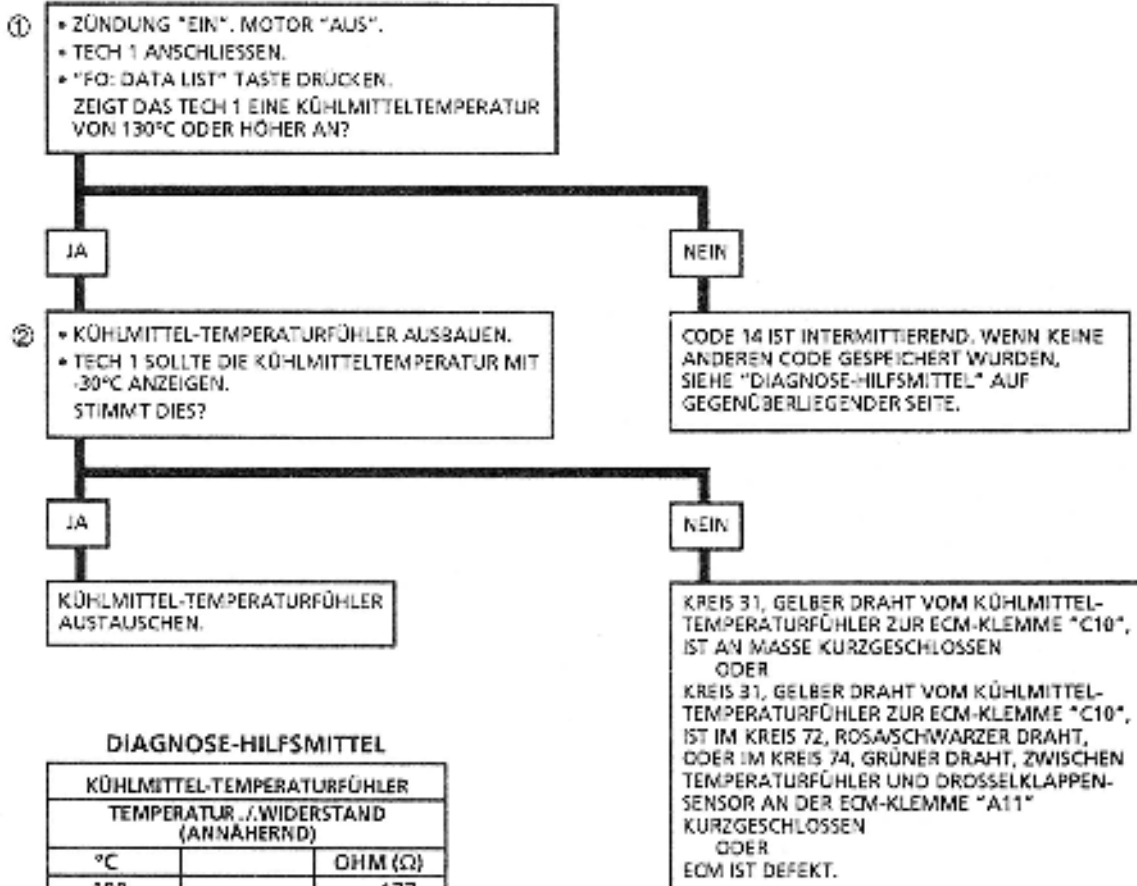 ①
• ZÜNDUNG "EIN". MOTOR "AUS".
• TECH 1 ANSCHLIESSEN.
• "FO: DATA LIST" TASTE DRÜCKEN.
ZEIGT DAS TECH 1 EINE KÜHLMITTELTEMPERATUR
VON 130°C ODER HÖHER AN?
JA
NEIN
②
• KÜHLMITTEL-TEMPERATURFÜHLER AUSBAUEN.
• TECH 1 SOLLTE DIE KÜHLMITTELTEMPERATUR MIT
-30°C ANZEIGEN.
STIMMT DIES?
CODE 14 IST INTERMITTIEREND. WENN KEINE
ANDEREN CODE GESPEICHERT WURDEN,
SIEHE "DIAGNOSE-HILFSMITTEL" AUF
GEGENÜBERLIEGENDER SEITE.
JA
NEIN
KÜHLMITTEL-TEMPERATURFÜHLER
AUSTAUSCHEN.
KREIS 31, GELBER DRAHT VOM KÜHLMITTEL-
TEMPERATURFÜHLER ZUR ECM-KLEMME "C10",
IST AN MASSE KURZGESCHLOSSEN
ODER
KREIS 31, GELBER DRAHT VOM KÜHLMITTEL-
TEMPERATURFÜHLER ZUR ECM-KLEMME "C10",
IST IM KREIS 72, ROSA/SCHWARZER DRAHT,
ODER IM KREIS 74, GRÜNER DRAHT, ZWISCHEN
TEMPERATURFÜHLER UND DROSSELKLAPPEN-
SENSOR AN DER ECM-KLEMME "A11"
KURZGESCHLOSSEN
ODER
ECM IST DEFEKT.
DIAGNOSE-HILFSMITTEL
KÜHLMITTEL-TEMPERATURFÜHLER
TEMPERATUR ./. WIDERSTAND
(ANNÄHERND)
°C OHM (Ω)